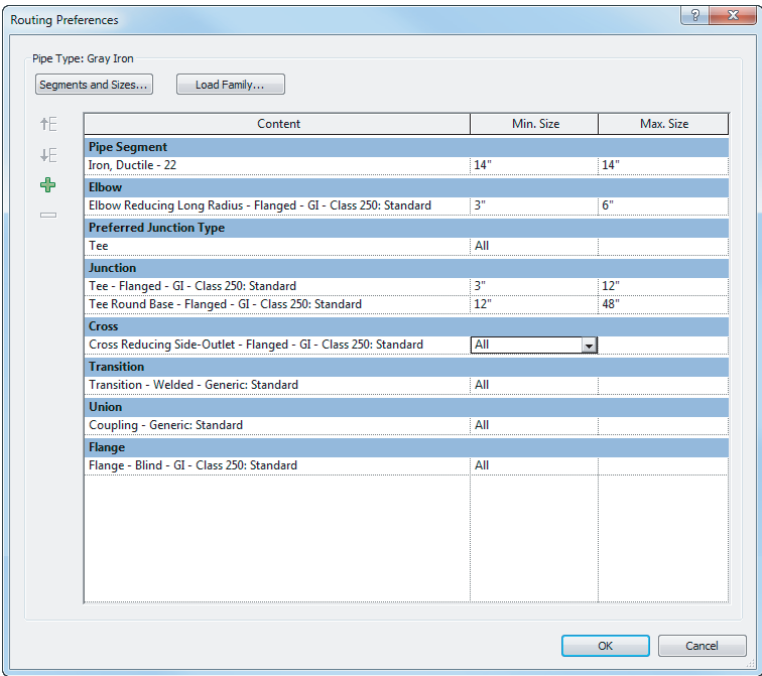 Routing Preferences
Pipe Type: Gray Iron
Segments and Sizes... Load Family...
Content Min. Size Max. Size
Pipe Segment
Iron, Ductile - 22 14" 14"
Elbow
Elbow Reducing Long Radius - Flanged - GI - Class 250: Standard 3" 6"
Preferred Junction Type
Tee All
Junction
Tee - Flanged - GI - Class 250: Standard 3" 12"
Tee Round Base - Flanged - GI - Class 250: Standard 12" 48"
Cross
Cross Reducing Side-Outlet - Flanged - GI - Class 250: Standard All
Transition
Transition - Welded - Generic: Standard All
Union
Coupling - Generic: Standard All
Flange
Flange - Blind - GI - Class 250: Standard All
OK Cancel